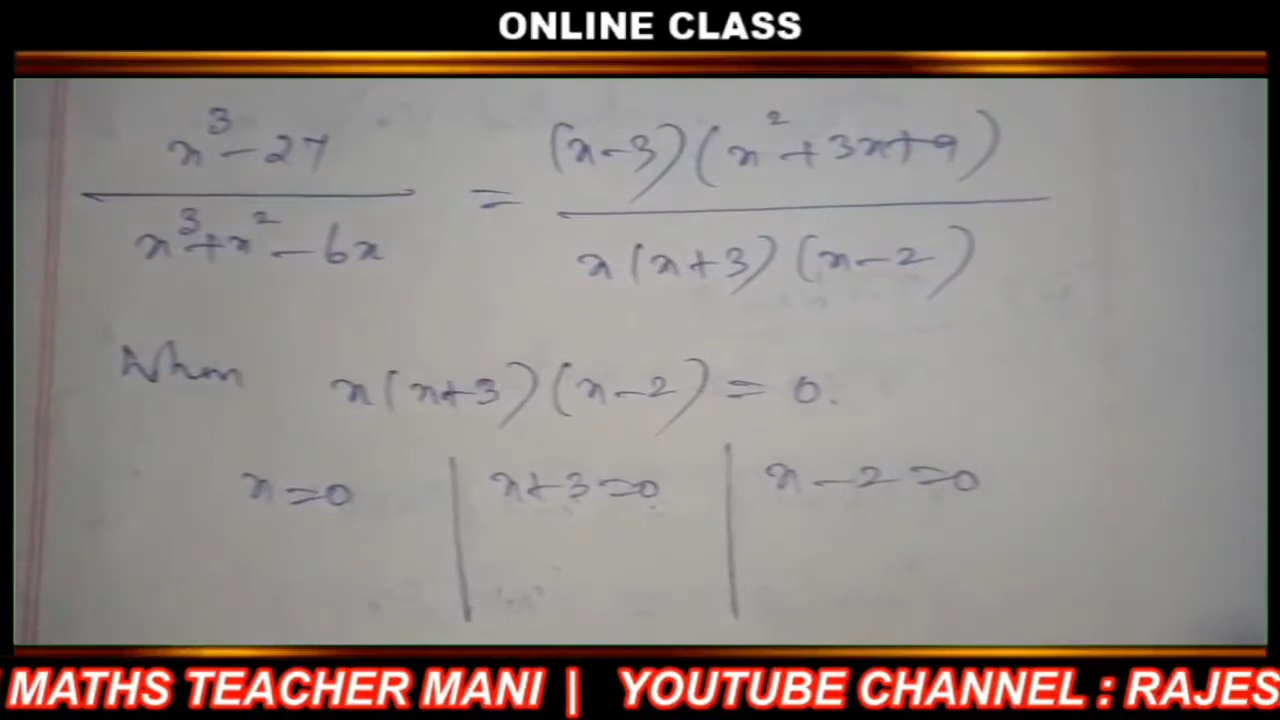 ONLINE CLASS
x³-27 / x³+x²-6x = (x-3)(x²+3x+9) / x(x+3)(x-2)
When x(x+3)(x-2)=0.
x=0 | x+3=0 | x-2=0
MATHS TEACHER MANI | YOUTUBE CHANNEL : RAJES